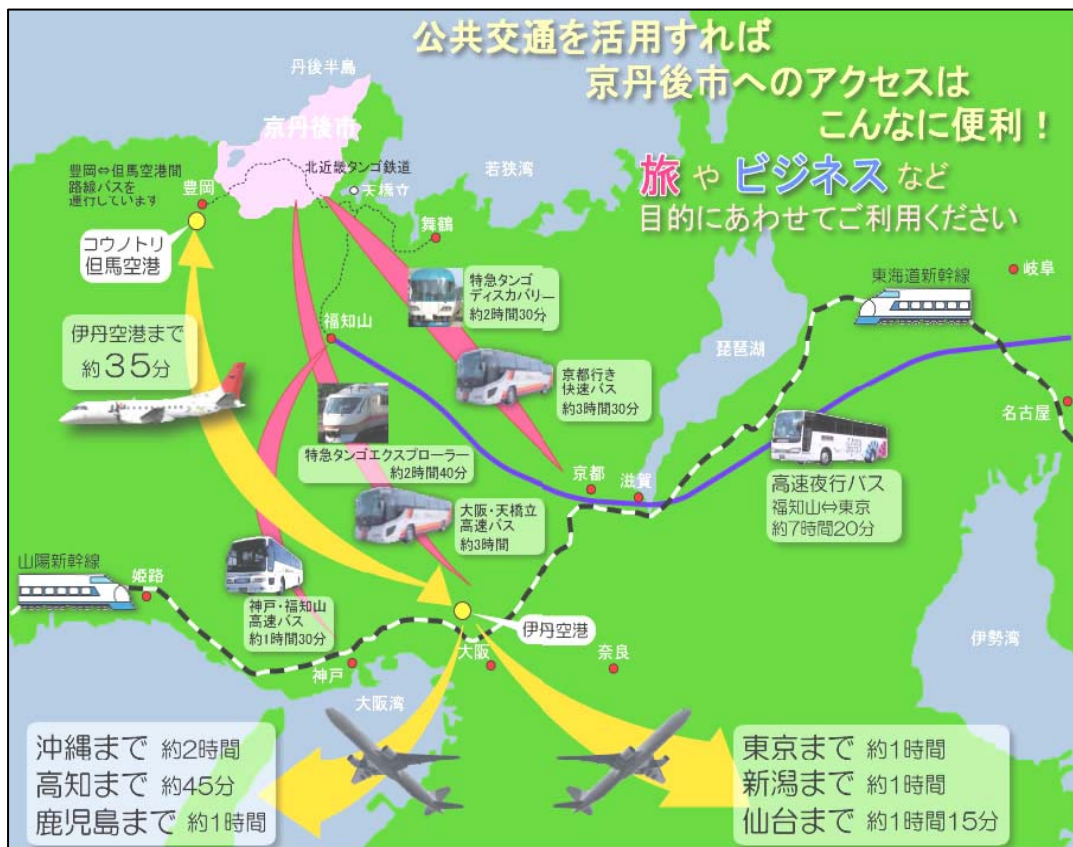 公共交通を活用すれば
京丹後市へのアクセスは
こんなに便利！
旅 や ビジネス など
目的にあわせてご利用ください
丹後半島
京丹後市
北近畿タンゴ鉄道
天橋立
若狭湾
豊岡⇔但馬空港間
路線バスを
運行しています
豊岡
舞鶴
コウノトリ
但馬空港
伊丹空港まで
約35分
福知山
特急タンゴ
ディスカバリー
約2時間30分
京都行き
快速バス
約3時間30分
琵琶湖
東海道新幹線
岐阜
名古屋
特急タンゴエクスプローラー
約2時間40分
京都
滋賀
高速夜行バス
福知山⇔東京
約7時間20分
大阪・天橋立
高速バス
約3時間
山陽新幹線
姫路
神戸・福知山
高速バス
約1時間30分
伊丹空港
神戸
大阪
奈良
大阪湾
伊勢湾
沖縄まで 約2時間
高知まで 約45分
鹿児島まで 約1時間
東京まで 約1時間
新潟まで 約1時間
仙台まで 約1時間15分